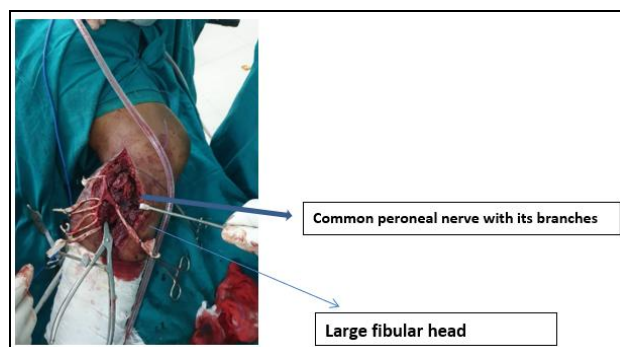 Common peroneal nerve with its branches
Large fibular head